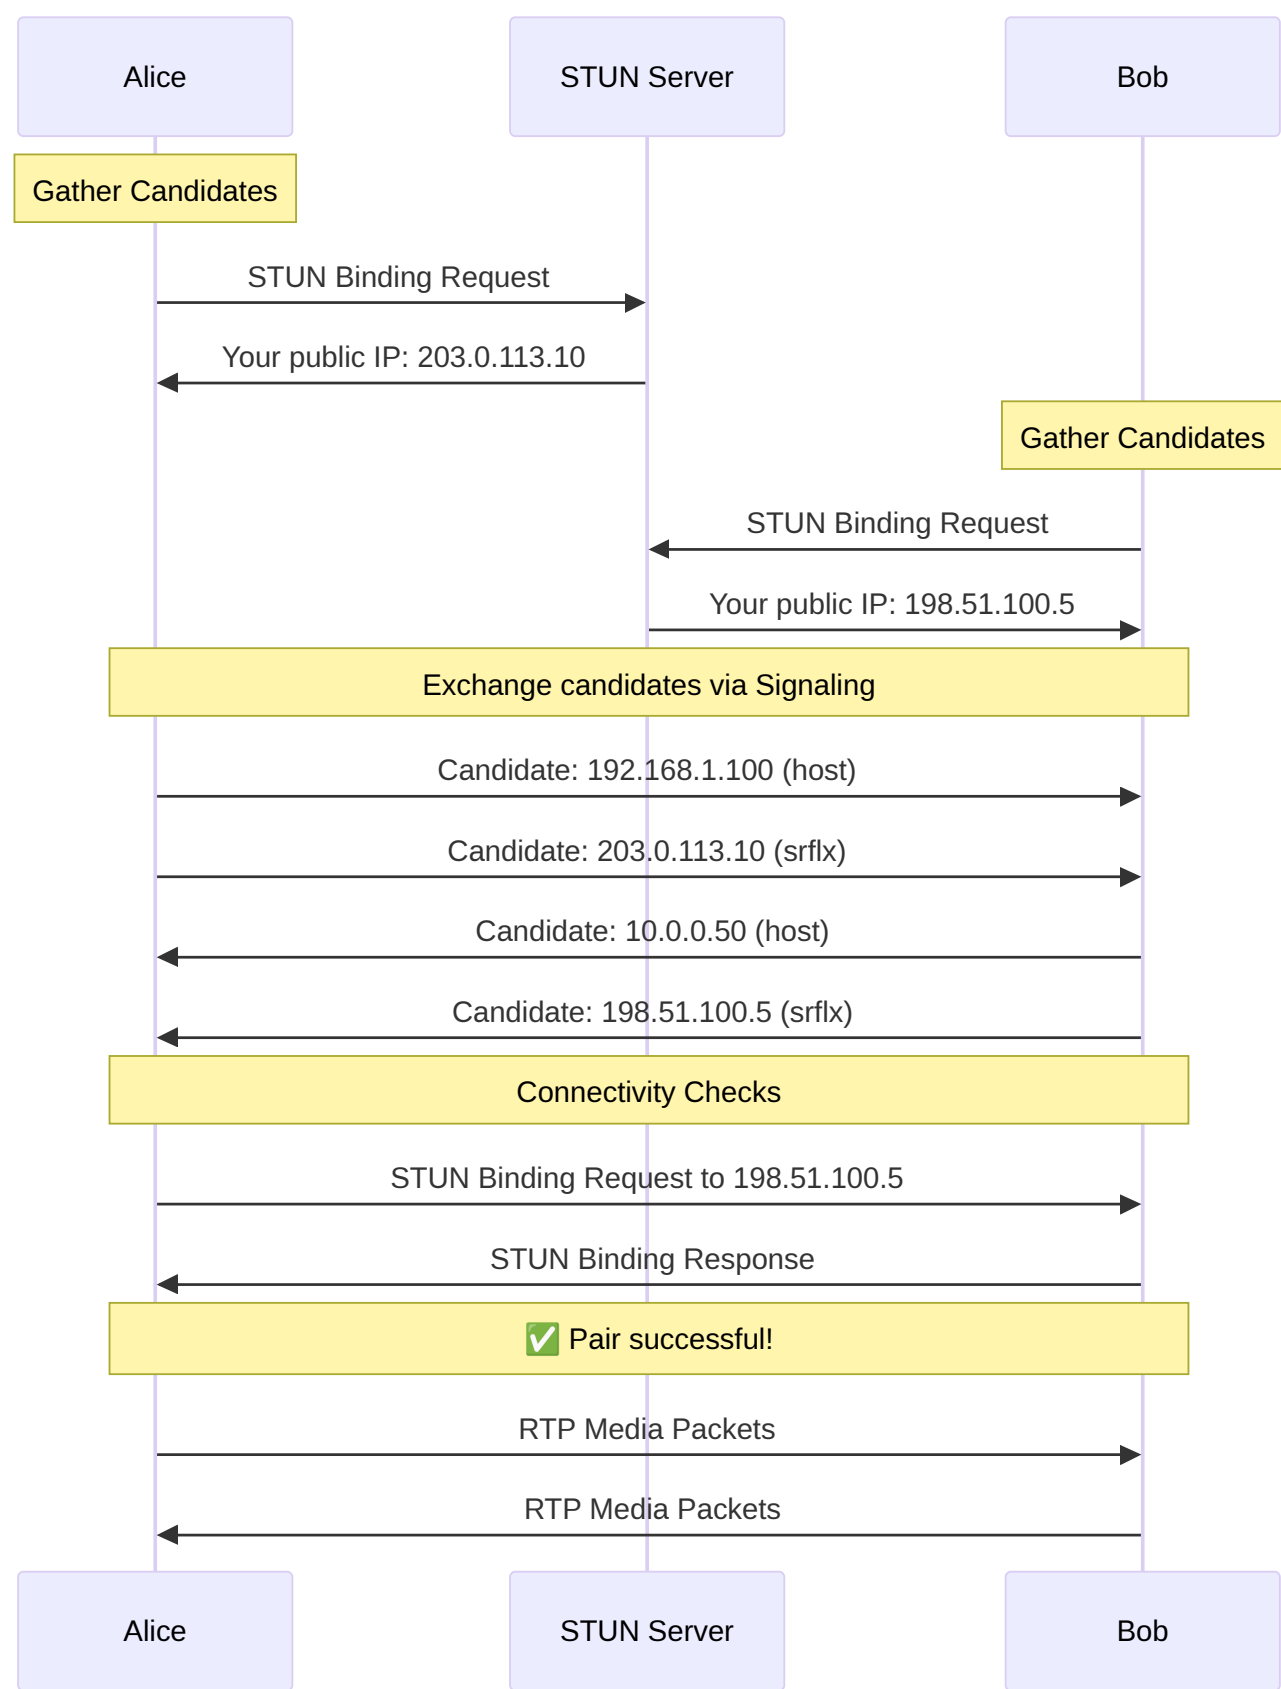 Alice
STUN Server
Bob
Gather Candidates
STUN Binding Request
Your public IP: 203.0.113.10
Gather Candidates
STUN Binding Request
Your public IP: 198.51.100.5
Exchange candidates via Signaling
Candidate: 192.168.1.100 (host)
Candidate: 203.0.113.10 (srflx)
Candidate: 10.0.0.50 (host)
Candidate: 198.51.100.5 (srflx)
Connectivity Checks
STUN Binding Request to 198.51.100.5
STUN Binding Response
✅ Pair successful!
RTP Media Packets
RTP Media Packets
Alice
STUN Server
Bob